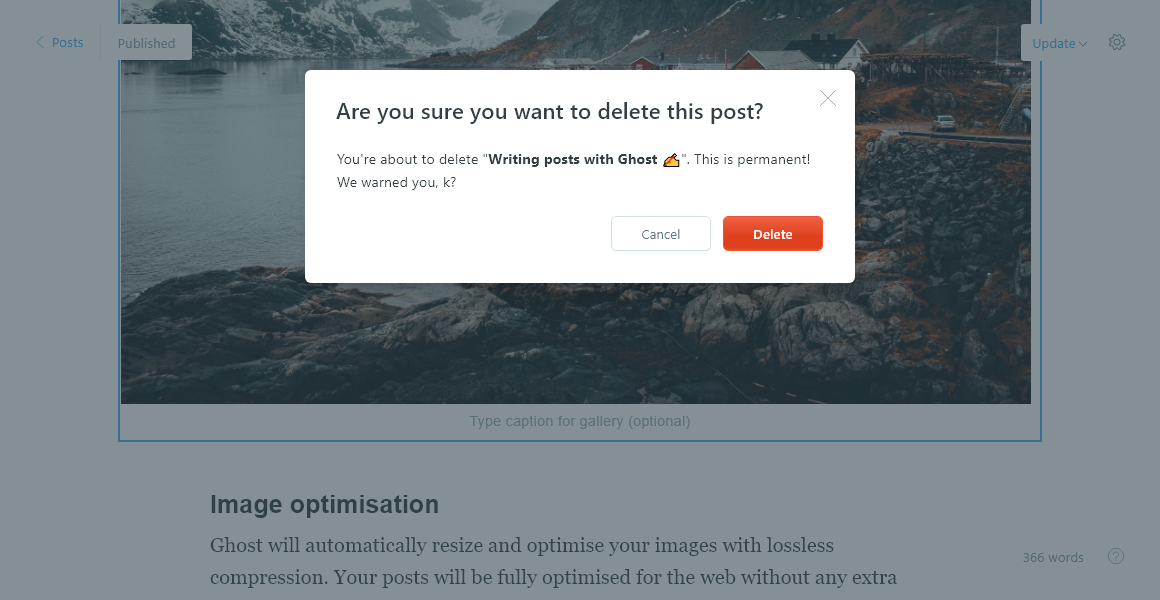 Posts
Published
Update
Are you sure you want to delete this post?
You're about to delete "Writing posts with Ghost ✍️". This is permanent!
We warned you, k?
Cancel
Delete
Type caption for gallery (optional)
Image optimisation
Ghost will automatically resize and optimise your images with lossless
compression. Your posts will be fully optimised for the web without any extra
366 words
?